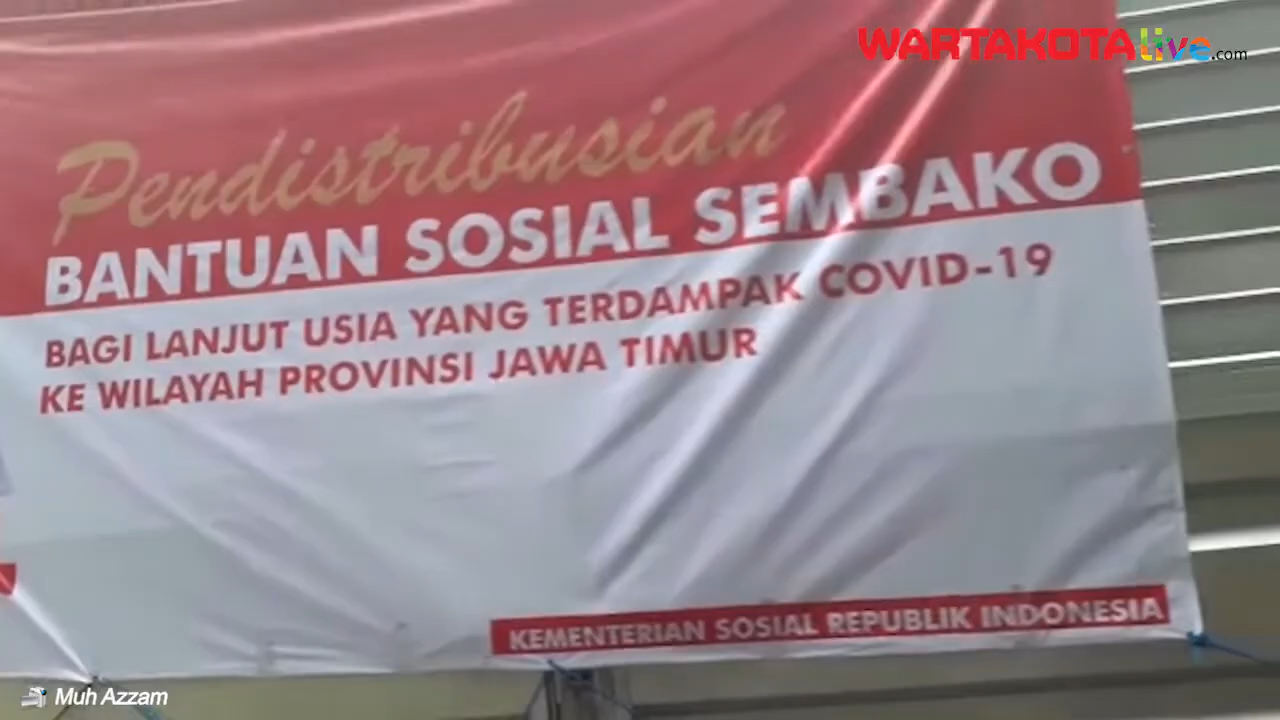 WARTAKOTAlive.com
Pendistribusian
BANTUAN SOSIAL SEMBAKO
BAGI LANJUT USIA YANG TERDAMPAK COVID-19
KE WILAYAH PROVINSI JAWA TIMUR
KEMENTERIAN SOSIAL REPUBLIK INDONESIA
Muh Azzam